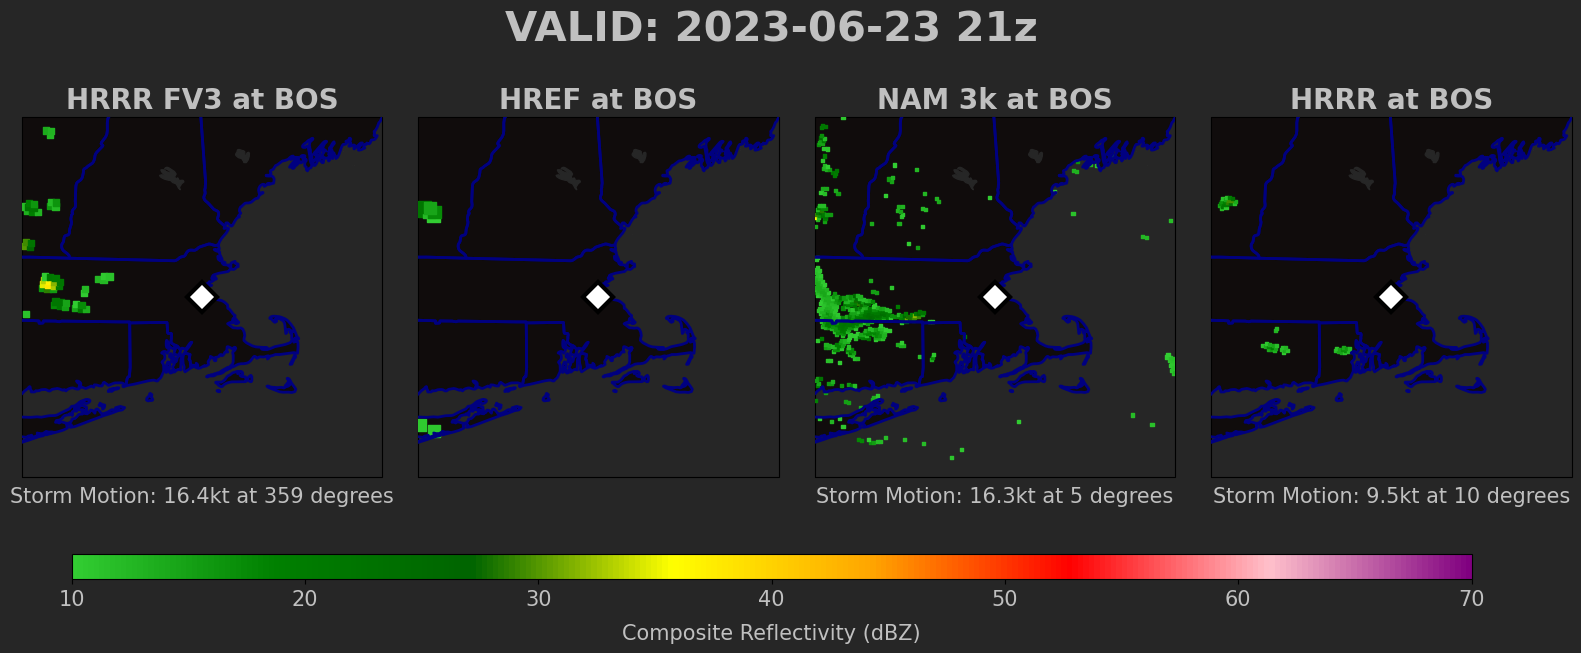 VALID: 2023-06-23 21z
HRRR FV3 at BOS
HREF at BOS
NAM 3k at BOS
HRRR at BOS
Storm Motion: 16.4kt at 359 degrees
Storm Motion: 16.3kt at 5 degrees
Storm Motion: 9.5kt at 10 degrees
10 20 30 40 50 60 70
Composite Reflectivity (dBZ)